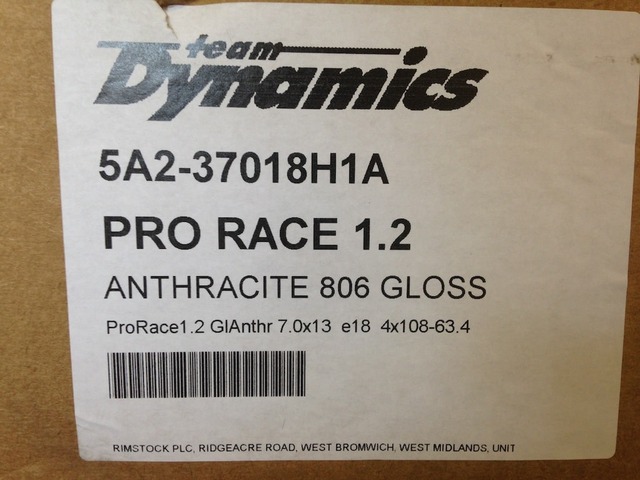 team
Dynamics
5A2-37018H1A
PRO RACE 1.2
ANTHRACITE 806 GLOSS
ProRace1.2 GlAnthr 7.0x13 e18 4x108-63.4
RIMSTOCK PLC, RIDGEACRE ROAD, WEST BROMWICH, WEST MIDLANDS, UNIT